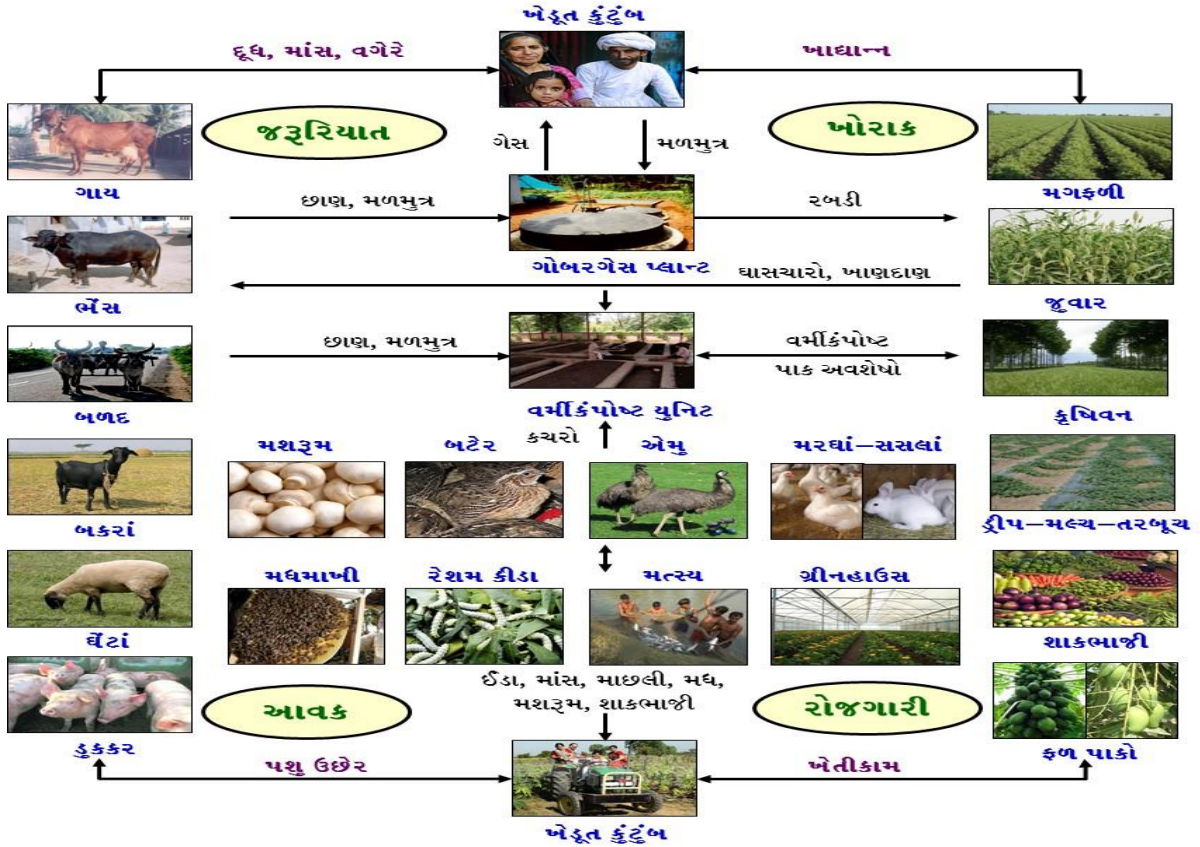 ખેડૂત કુંટુંબ
દૂધ, માંસ, વગેરે
ખાદ્યાન્ન
જરૂરિયાત
ખોરાક
ગેસ
મળમુત્ર
ગાય
મગફળી
છાણ, મળમુત્ર
રબડી
ગોબરગેસ પ્લાન્ટ
ઘાસચારો, ખાણદાણ
ભેંસ
જુવાર
છાણ, મળમુત્ર
વર્મીકંપોષ્ટ
પાક અવશેષો
બળદ
વર્મીકંપોષ્ટ યુનિટ
કૃષિવન
કચરો
મશરૂમ
બટેર
એમુ
મરઘાં–સસલાં
બકરાં
ડ્રીપ–મલ્ચ–તરબૂચ
મધમાખી
રેશમ કીડા
મત્સ્ય
ગ્રીનહાઉસ
ઘેંટાં
શાકભાજી
ઈંડા, માંસ, માછલી, મધ,
મશરૂમ, શાકભાજી
આવક
રોજગારી
ડુકકર
ફળ પાકો
પશુ ઉછેર
ખેતીકામ
ખેડૂત કુંટુંબ